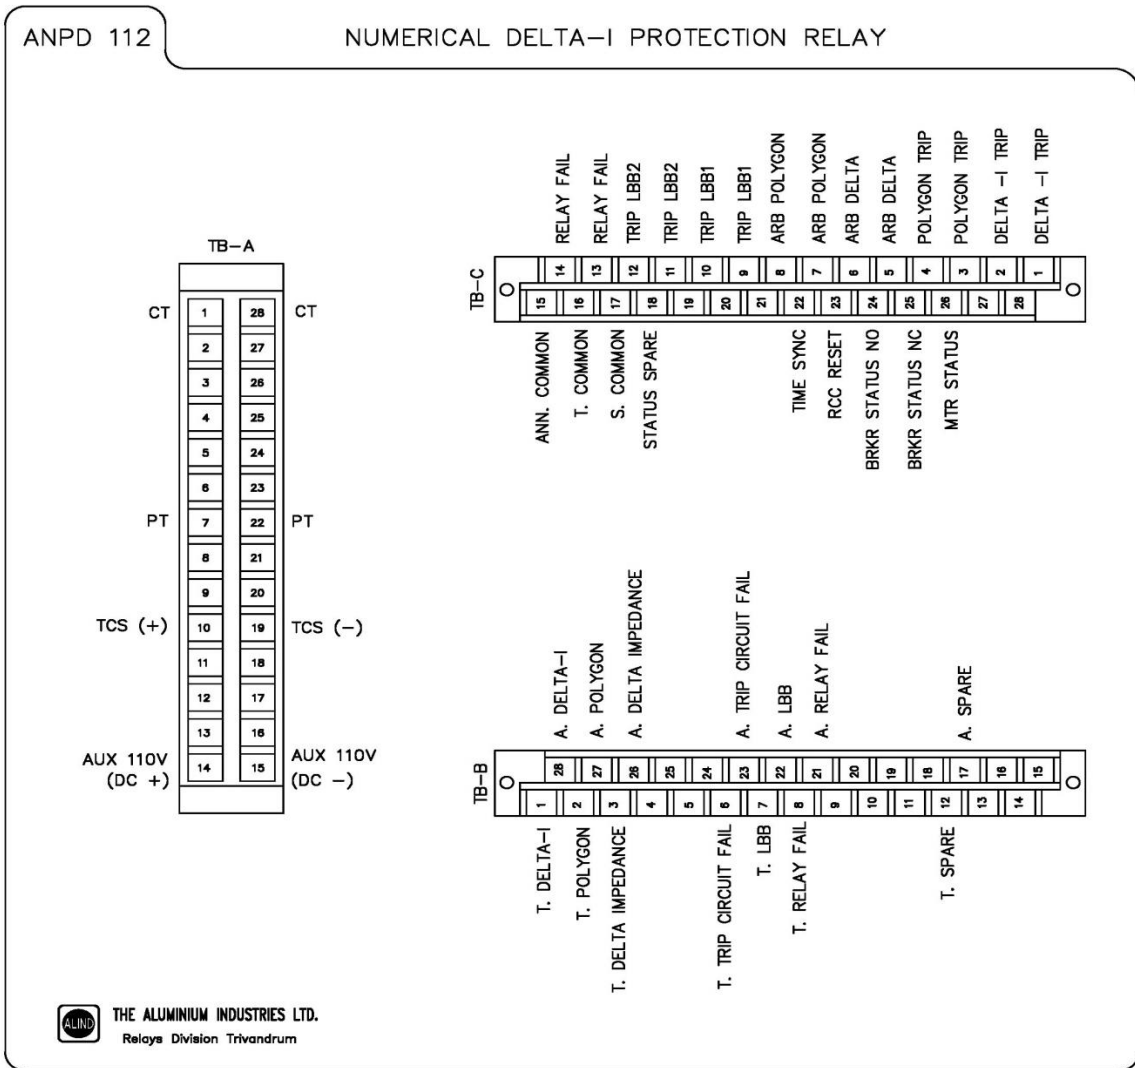 ANPD 112
NUMERICAL DELTA-I PROTECTION RELAY
TB-A
CT 1 28 CT
2 27
3 26
4 25
5 24
6 23
PT 7 22 PT
8 21
9 20
TCS (+) 10 19 TCS (-)
11 18
12 17
13 16
AUX 110V (DC +) 14 15 AUX 110V (DC -)
TB-C
RELAY FAIL
RELAY FAIL
TRIP LBB2
TRIP LBB2
TRIP LBB1
TRIP LBB1
ARB POLYGON
ARB POLYGON
ARB DELTA
ARB DELTA
POLYGON TRIP
POLYGON TRIP
DELTA -I TRIP
DELTA -I TRIP
14 13 12 11 10 9 8 7 6 5 4 3 2 1
15 16 17 18 19 20 21 22 23 24 25 26 27 28
ANN. COMMON
T. COMMON
S. COMMON
STATUS SPARE
TIME SYNC
RCC RESET
BRKR STATUS NO
BRKR STATUS NC
MTR STATUS
TB-B
A. DELTA-I
A. POLYGON
A. DELTA IMPEDANCE
A. TRIP CIRCUIT FAIL
A. LBB
A. RELAY FAIL
A. SPARE
28 27 26 25 24 23 22 21 20 19 18 17 16 15
1 2 3 4 5 6 7 8 9 10 11 12 13 14
T. DELTA-I
T. POLYGON
T. DELTA IMPEDANCE
T. TRIP CIRCUIT FAIL
T. LBB
T. RELAY FAIL
T. SPARE
ALIND
THE ALUMINIUM INDUSTRIES LTD.
Relays Division Trivandrum